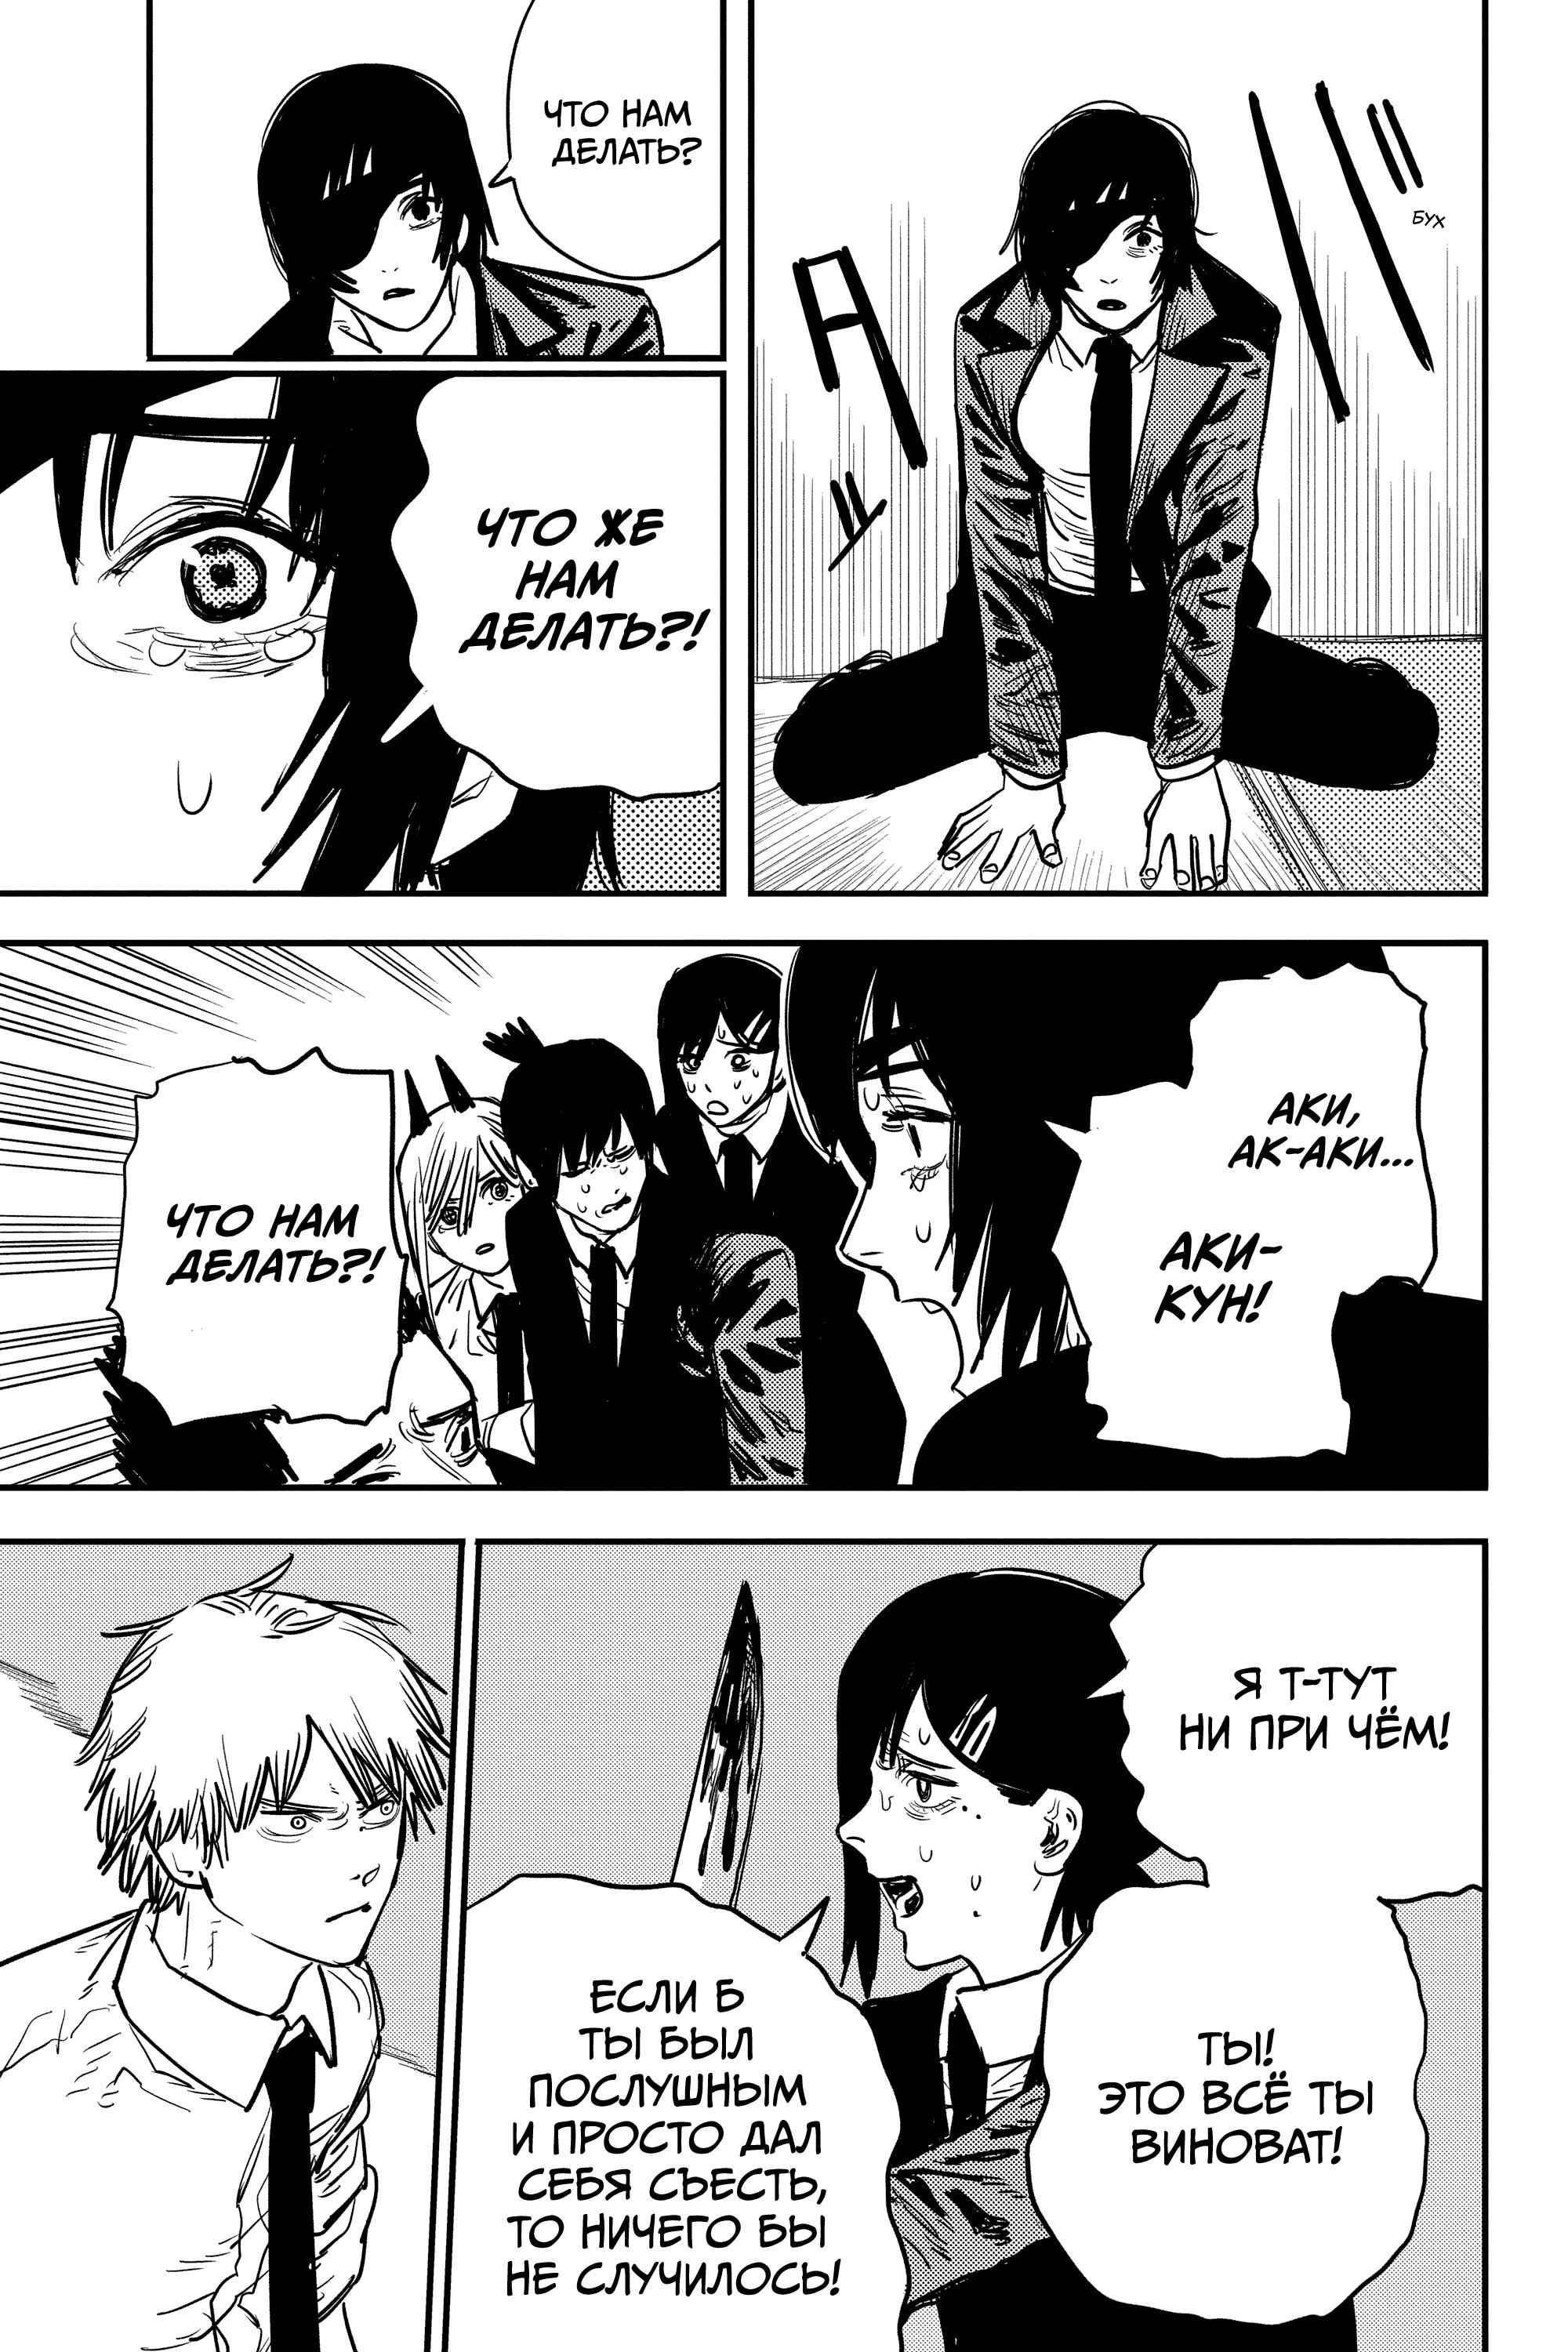 БУХ
ЧТО НАМ
ДЕЛАТЬ?
ЧТО ЖЕ
НАМ
ДЕЛАТЬ?!
АКИ,
АК-АКИ...
АКИ-
КУН!
ЧТО НАМ
ДЕЛАТЬ?!
Я Т-ТУТ
НИ ПРИ ЧЁМ!
ТЫ!
ЭТО ВСЁ ТЫ
ВИНОВАТ!
ЕСЛИ Б
ТЫ БЫЛ
ПОСЛУШНЫМ
И ПРОСТО ДАЛ
СЕБЯ СЪЕСТЬ,
ТО НИЧЕГО БЫ
НЕ СЛУЧИЛОСЬ!